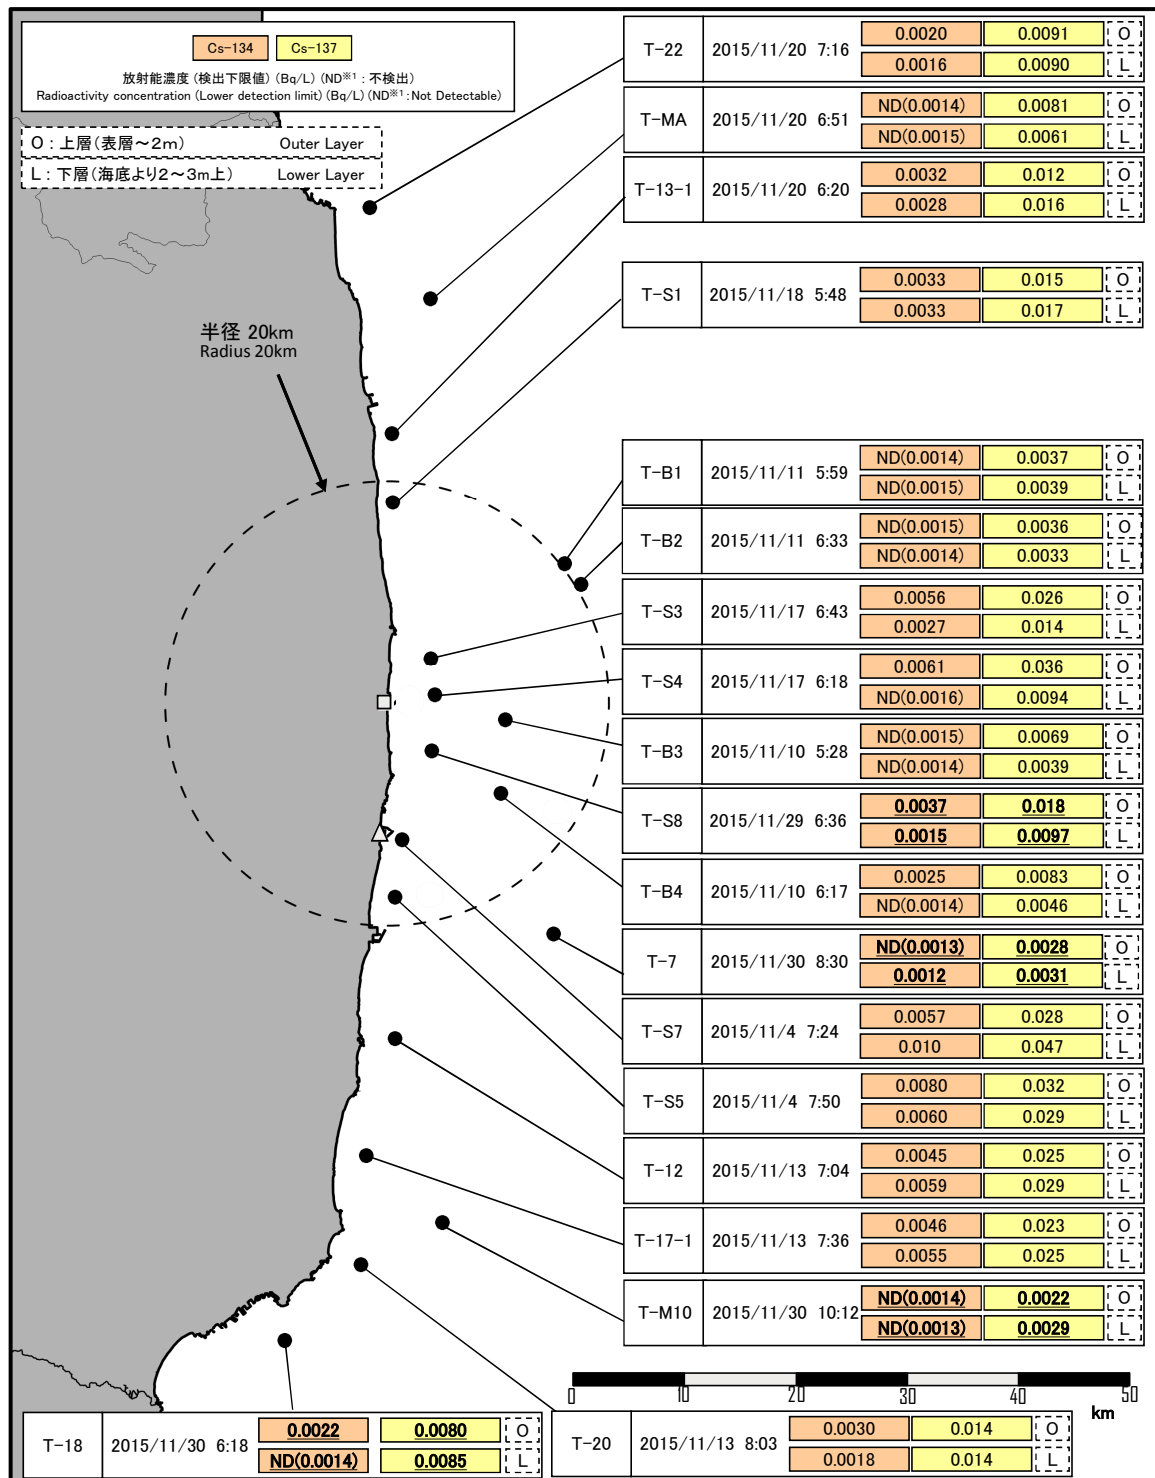 Cs-134 Cs-137
放射能濃度 (検出下限値) (Bq/L) (ND※1 : 不検出)
Radioactivity concentration (Lower detection limit) (Bq/L) (ND※1 : Not Detectable)
O : 上層(表層～2m) Outer Layer
L : 下層(海底より2～3m上) Lower Layer
半径 20km
Radius 20km
T-22 2015/11/20 7:16
0.0020 0.0091 O
0.0016 0.0090 L
T-MA 2015/11/20 6:51
ND(0.0014) 0.0081 O
ND(0.0015) 0.0061 L
T-13-1 2015/11/20 6:20
0.0032 0.012 O
0.0028 0.016 L
T-S1 2015/11/18 5:48
0.0033 0.015 O
0.0033 0.017 L
T-B1 2015/11/11 5:59
ND(0.0014) 0.0037 O
ND(0.0015) 0.0039 L
T-B2 2015/11/11 6:33
ND(0.0015) 0.0036 O
ND(0.0014) 0.0033 L
T-S3 2015/11/17 6:43
0.0056 0.026 O
0.0027 0.014 L
T-S4 2015/11/17 6:18
0.0061 0.036 O
ND(0.0016) 0.0094 L
T-B3 2015/11/10 5:28
ND(0.0015) 0.0069 O
ND(0.0014) 0.0039 L
T-S8 2015/11/29 6:36
0.0037 0.018 O
0.0015 0.0097 L
T-B4 2015/11/10 6:17
0.0025 0.0083 O
ND(0.0014) 0.0046 L
T-7 2015/11/30 8:30
ND(0.0013) 0.0028 O
0.0012 0.0031 L
T-S7 2015/11/4 7:24
0.0057 0.028 O
0.010 0.047 L
T-S5 2015/11/4 7:50
0.0080 0.032 O
0.0060 0.029 L
T-12 2015/11/13 7:04
0.0045 0.025 O
0.0059 0.029 L
T-17-1 2015/11/13 7:36
0.0046 0.023 O
0.0055 0.025 L
T-M10 2015/11/30 10:12
ND(0.0014) 0.0022 O
ND(0.0013) 0.0029 L
0 10 20 30 40 50
km
T-18 2015/11/30 6:18
0.0022 0.0080 O
ND(0.0014) 0.0085 L
T-20 2015/11/13 8:03
0.0030 0.014 O
0.0018 0.014 L